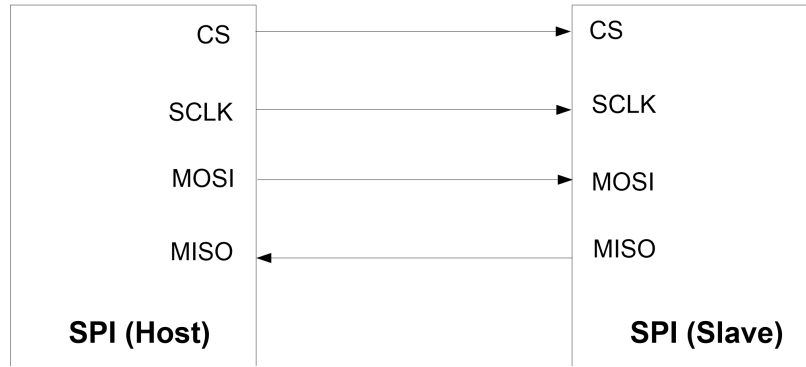 CS
SCLK
MOSI
MISO
SPI (Host)
CS
SCLK
MOSI
MISO
SPI (Slave)